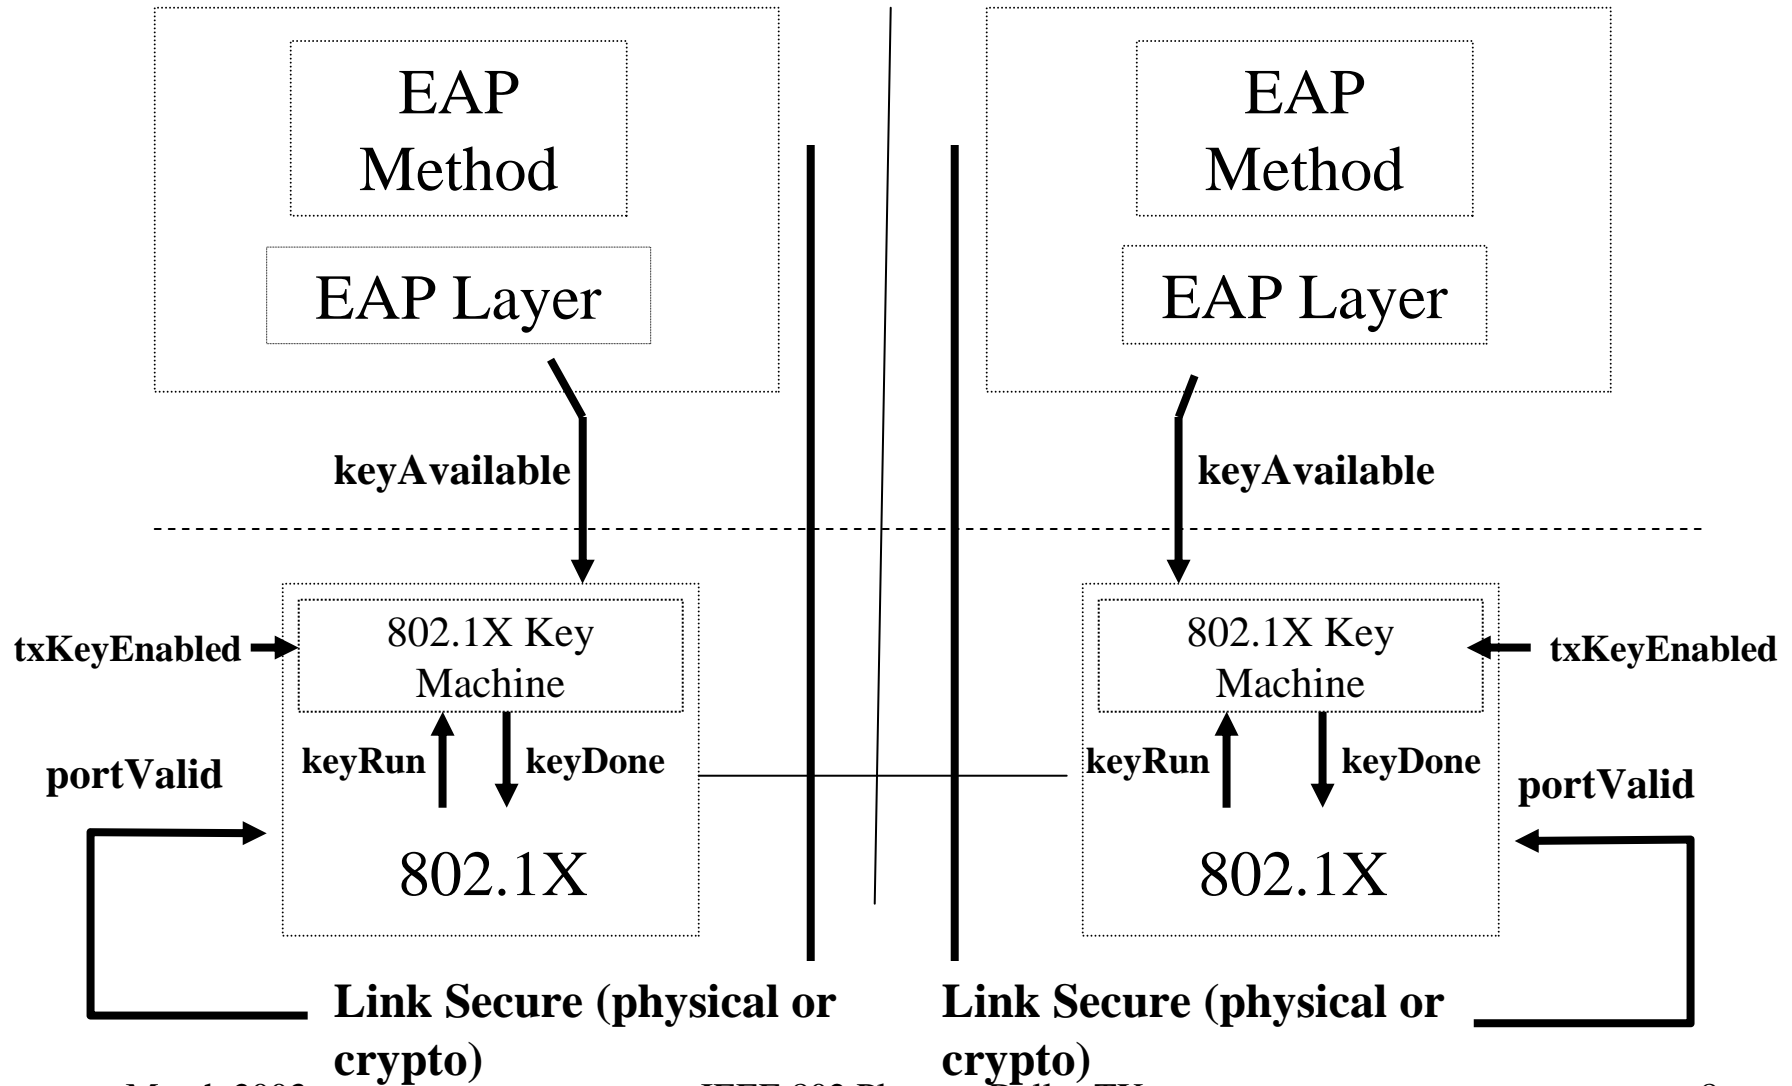 EAP
Method
EAP
Method
EAP Layer
EAP Layer
keyAvailable
keyAvailable
802.1X Key
Machine
802.1X Key
Machine
txKeyEnabled
txKeyEnabled
keyRun
keyDone
keyRun
keyDone
portValid
portValid
802.1X
802.1X
Link Secure (physical or
crypto)
Link Secure (physical or
crypto)